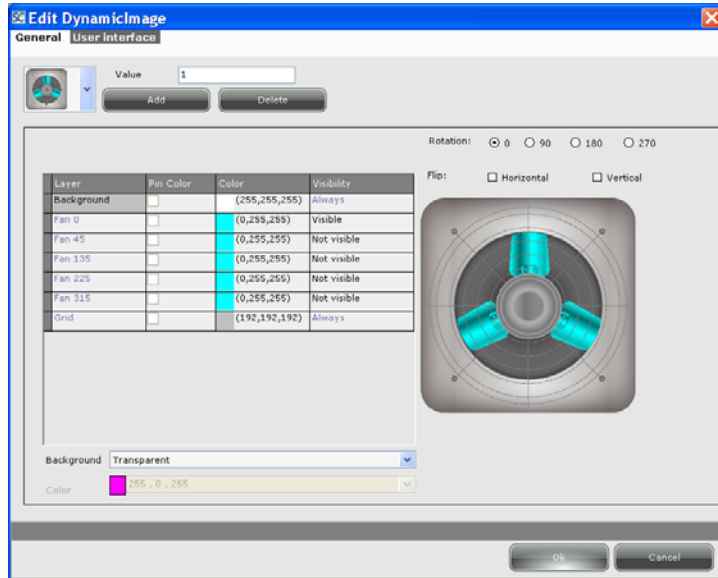 Edit DynamicImage
General User interface
Value 1
Add Delete
Rotation: 0 90 180 270
Flip: Horizontal Vertical
Layer Pin Color Color Visibility
Background (255,255,255) Always
Fan 0 (0,255,255) Visible
Fan 45 (0,255,255) Not visible
Fan 135 (0,255,255) Not visible
Fan 225 (0,255,255) Not visible
Fan 315 (0,255,255) Not visible
Grid (192,192,192) Always
Background Transparent
Color 255 , 0 , 255
Ok Cancel